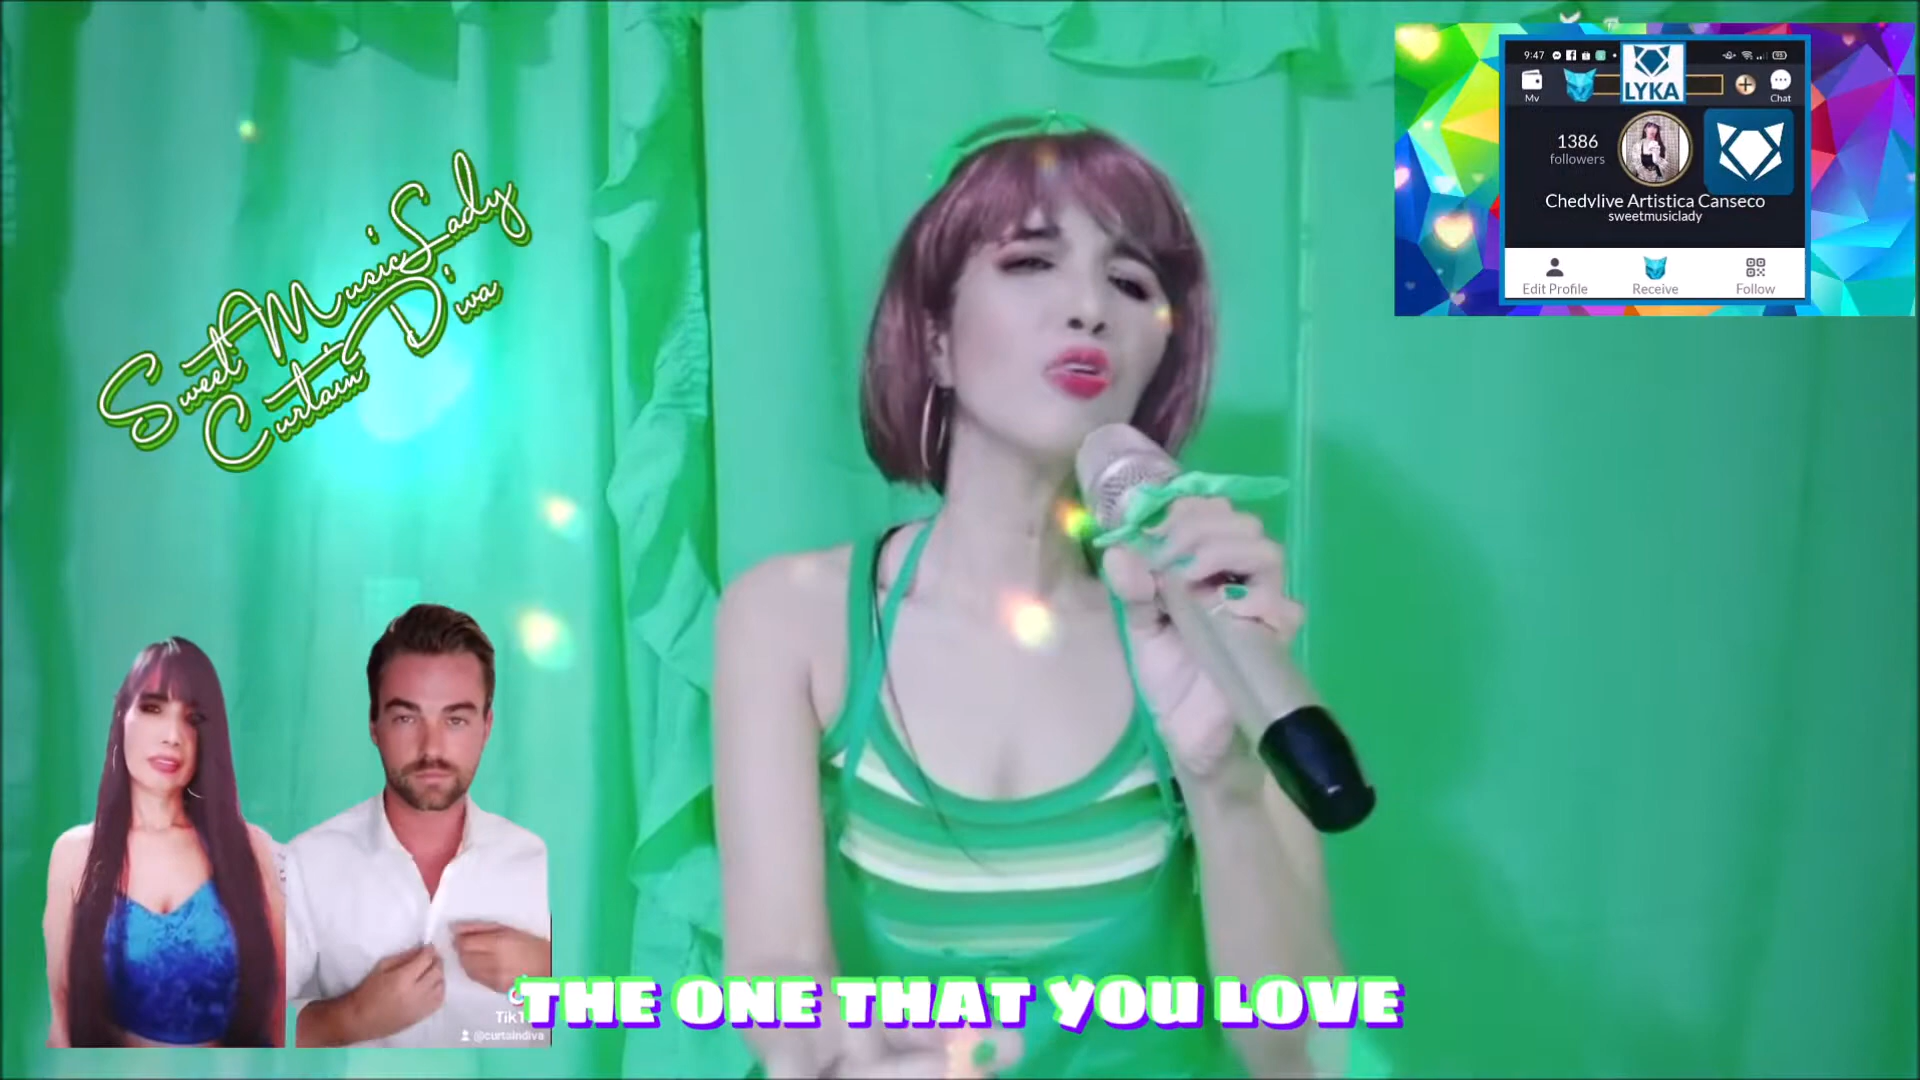 Sweet Music Lady
Curtain Diva
9:47
LYKA
My
Chat
1386
followers
Chedylive Artistica Canseco
sweetmusiclady
Edit Profile
Receive
Follow
THE ONE THAT YOU LOVE
@curtaindiva